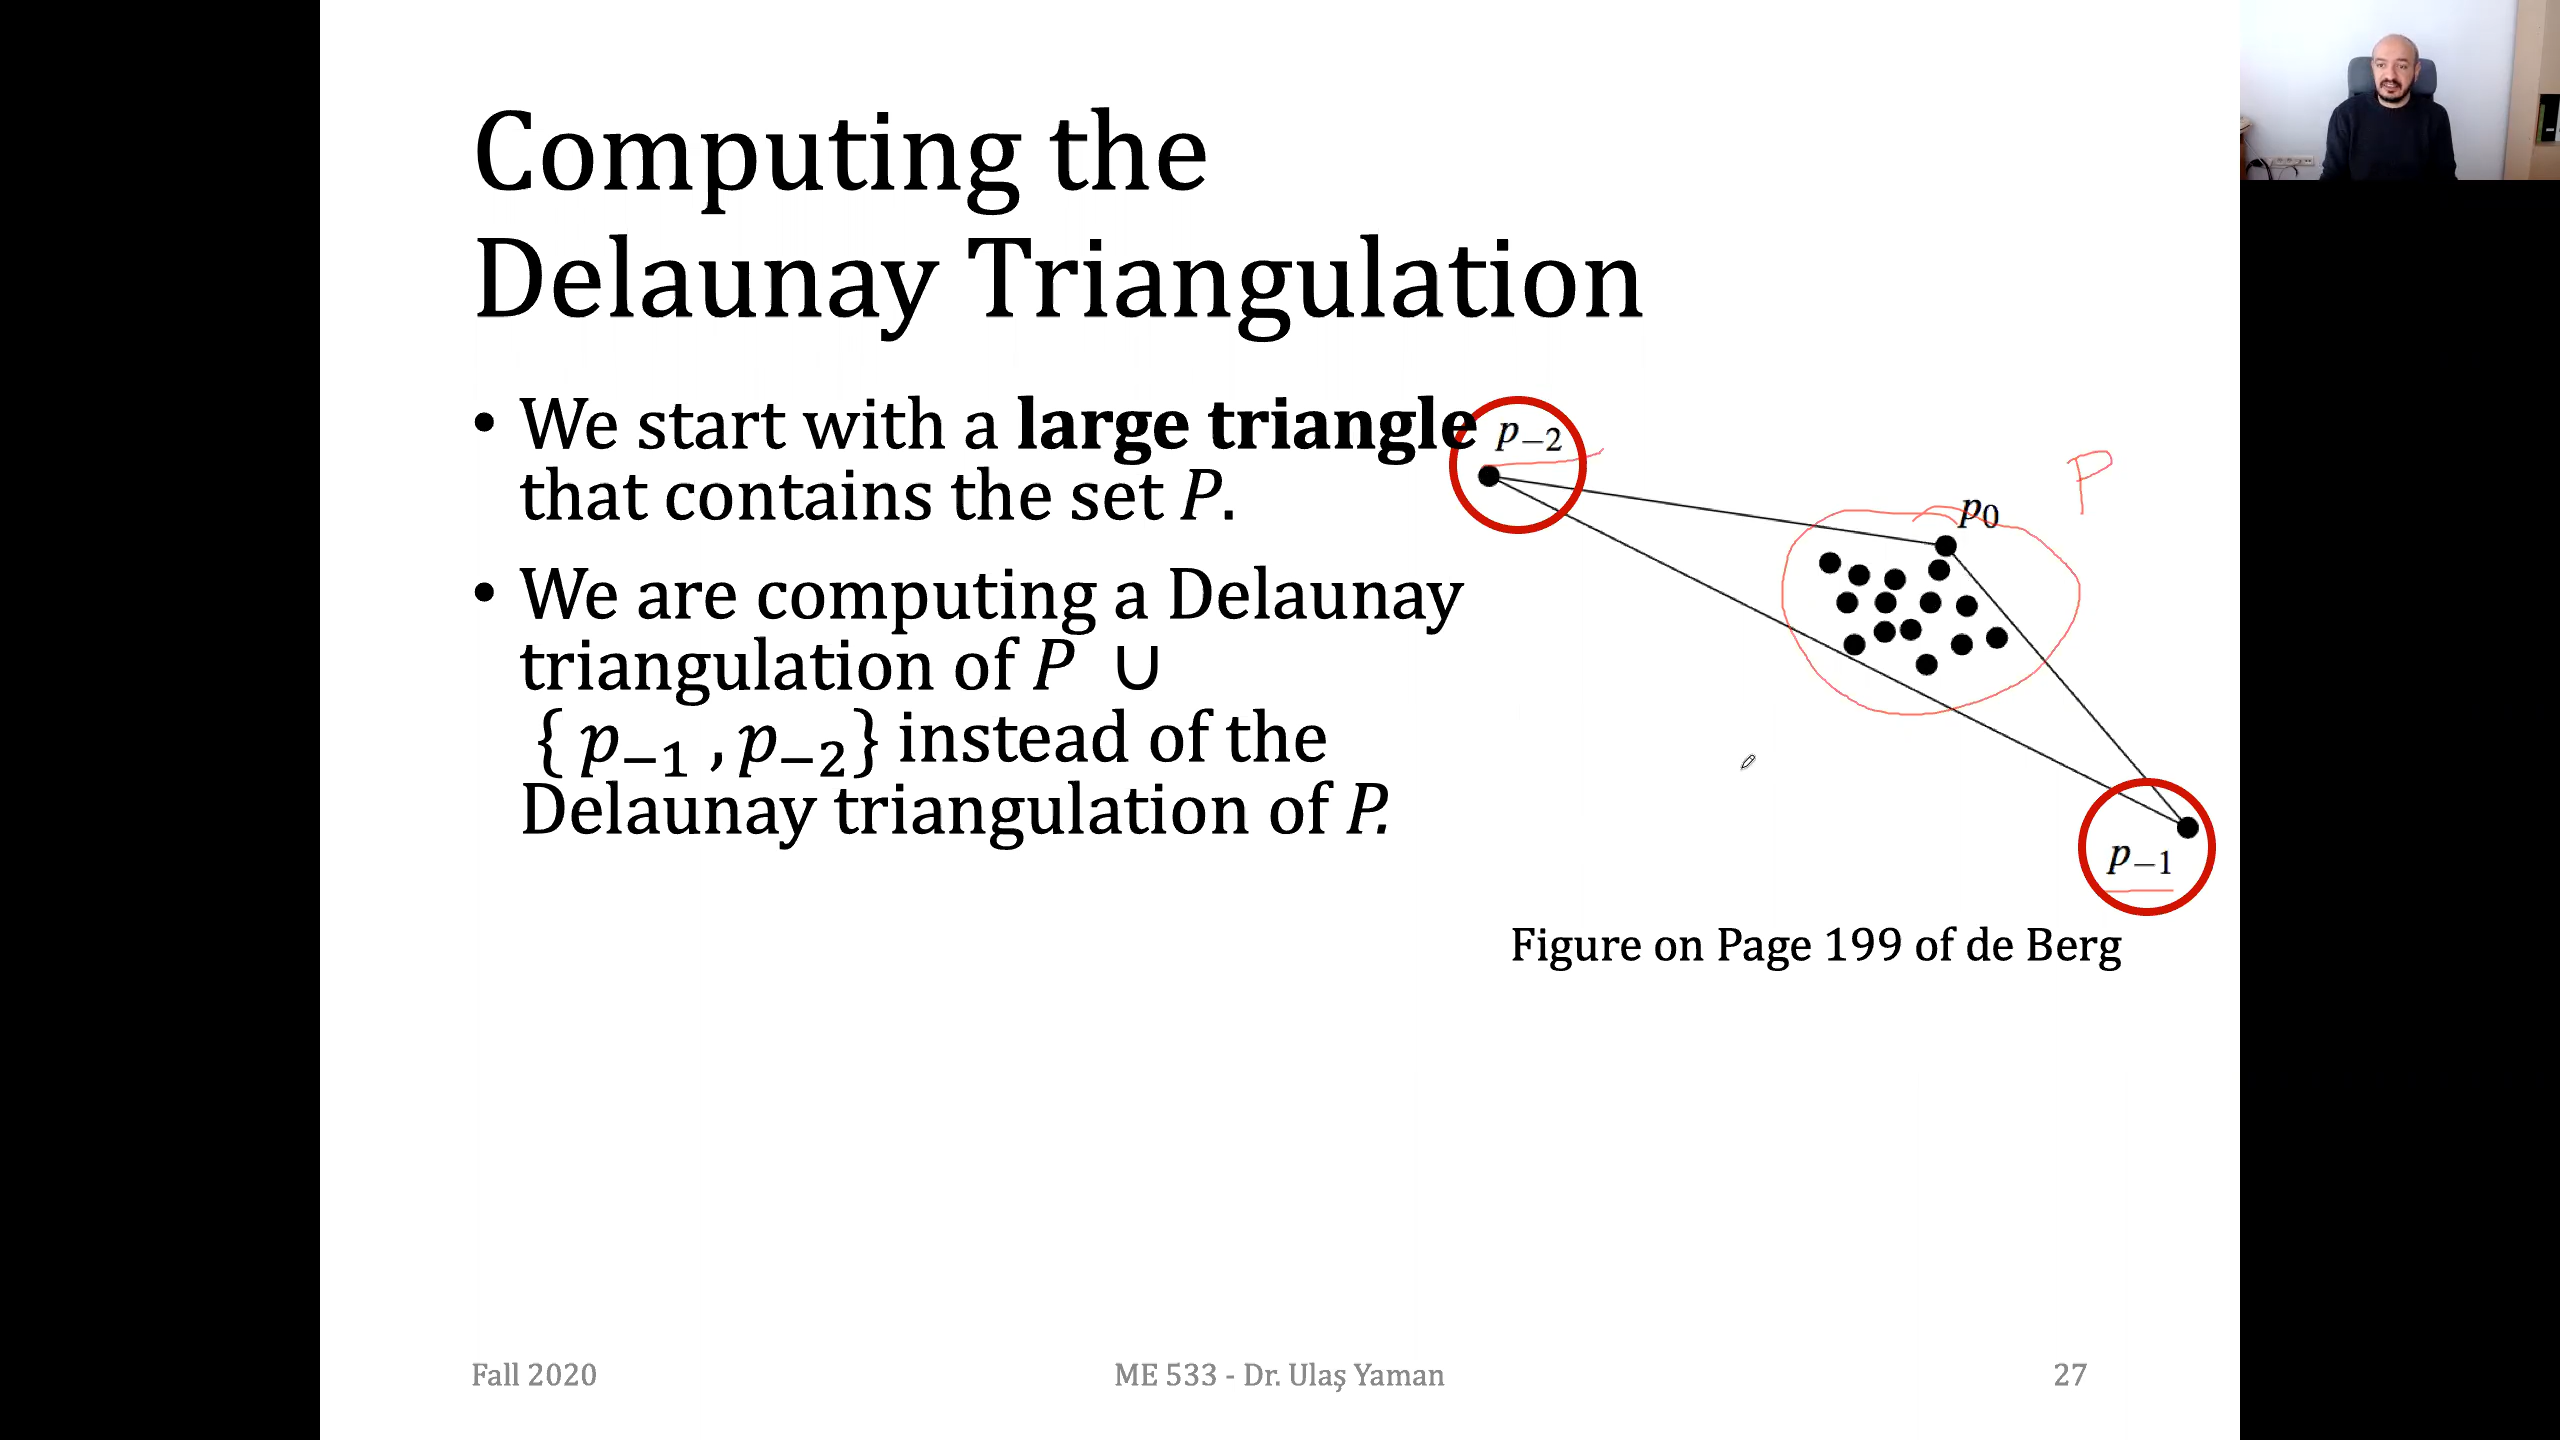 Computing the
Delaunay Triangulation
• We start with a large triangle
that contains the set P.
• We are computing a Delaunay
triangulation of P ∪
{ p₋₁ , p₋₂} instead of the
Delaunay triangulation of P.
p₋₂
P
p₀
p₋₁
Figure on Page 199 of de Berg
Fall 2020
ME 533 - Dr. Ulaş Yaman
27